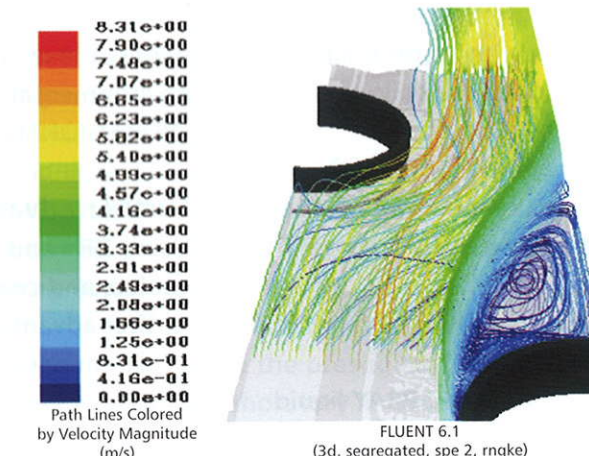 8.31e+00
7.90e+00
7.48e+00
7.07e+00
6.65e+00
6.23e+00
5.82e+00
5.40e+00
4.99e+00
4.57e+00
4.16e+00
3.74e+00
3.33e+00
2.91e+00
2.49e+00
2.08e+00
1.66e+00
1.25e+00
8.31e-01
4.16e-01
0.00e+00
Path Lines Colored
by Velocity Magnitude
(m/s)
FLUENT 6.1
(3d, segregated, spe 2, rngke)